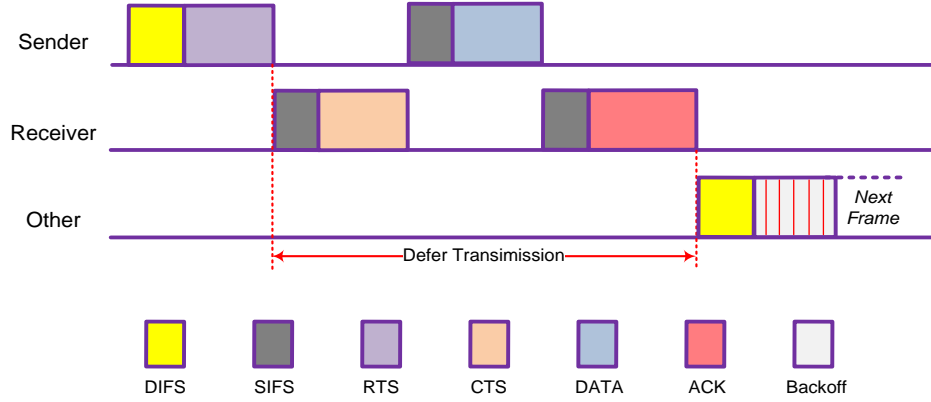 Sender
Receiver
Other
Next
Frame
Defer Transimission
DIFS
SIFS
RTS
CTS
DATA
ACK
Backoff